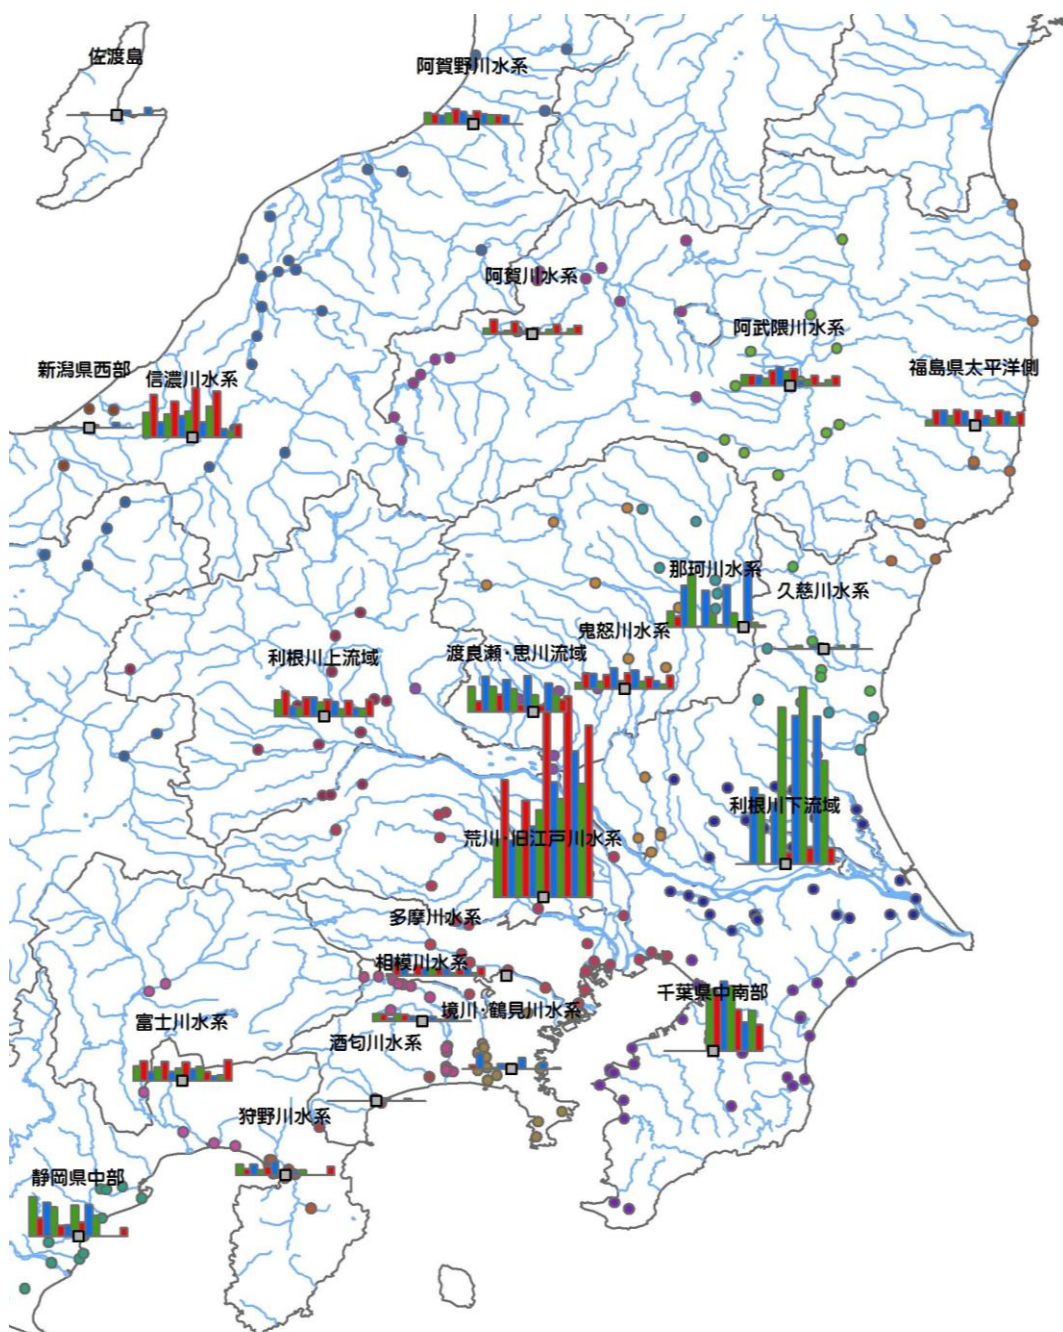 佐渡島
阿賀野川水系
阿賀川水系
阿武隈川水系
新潟県西部
信濃川水系
福島県太平洋側
那珂川水系
久慈川水系
鬼怒川水系
利根川上流域
渡良瀬・思川流域
利根川下流域
荒川・旧江戸川水系
多摩川水系
相模川水系
千葉県中南部
境川・鶴見川水系
富士川水系
酒匂川水系
狩野川水系
静岡県中部